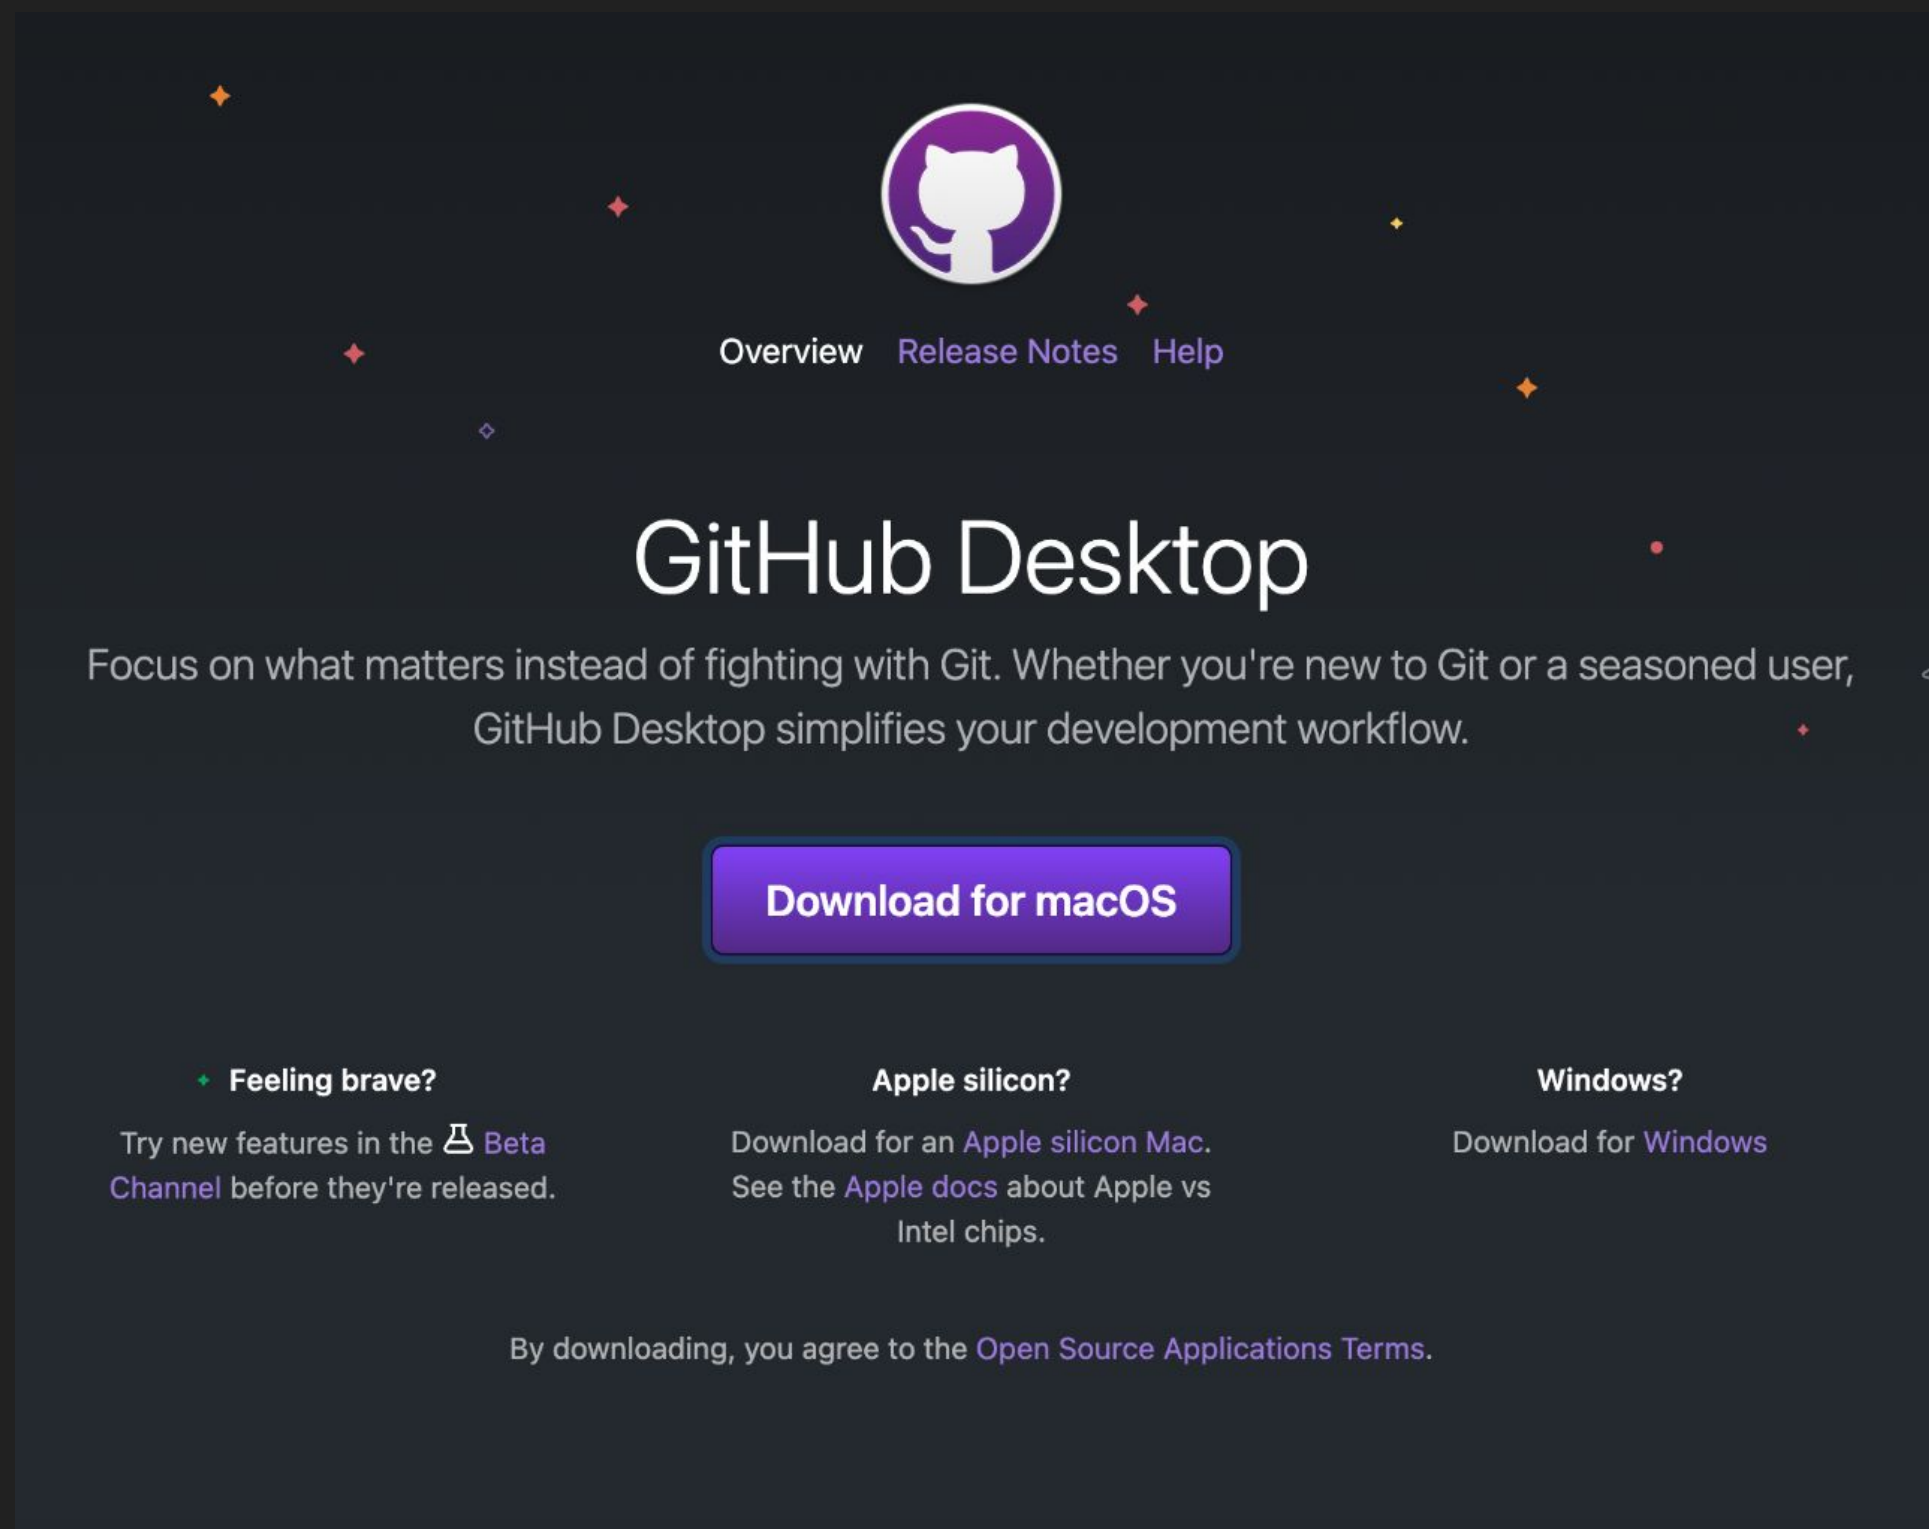 Overview Release Notes Help
GitHub Desktop
Focus on what matters instead of fighting with Git. Whether you're new to Git or a seasoned user,
GitHub Desktop simplifies your development workflow.
Download for macOS
Feeling brave?
Try new features in the Beta
Channel before they're released.
Apple silicon?
Download for an Apple silicon Mac.
See the Apple docs about Apple vs
Intel chips.
Windows?
Download for Windows
By downloading, you agree to the Open Source Applications Terms.